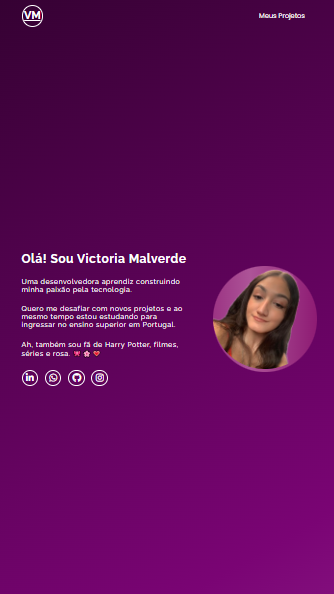 VM
Meus Projetos
Olá! Sou Victoria Malverde
Uma desenvolvedora aprendiz construindo
minha paixão pela tecnologia.
Quero me desafiar com novos projetos e ao
mesmo tempo estou estudando para
ingressar no ensino superior em Portugal.
Ah, também sou fã de Harry Potter, filmes,
séries e rosa. 🎀 🌸 💖
in